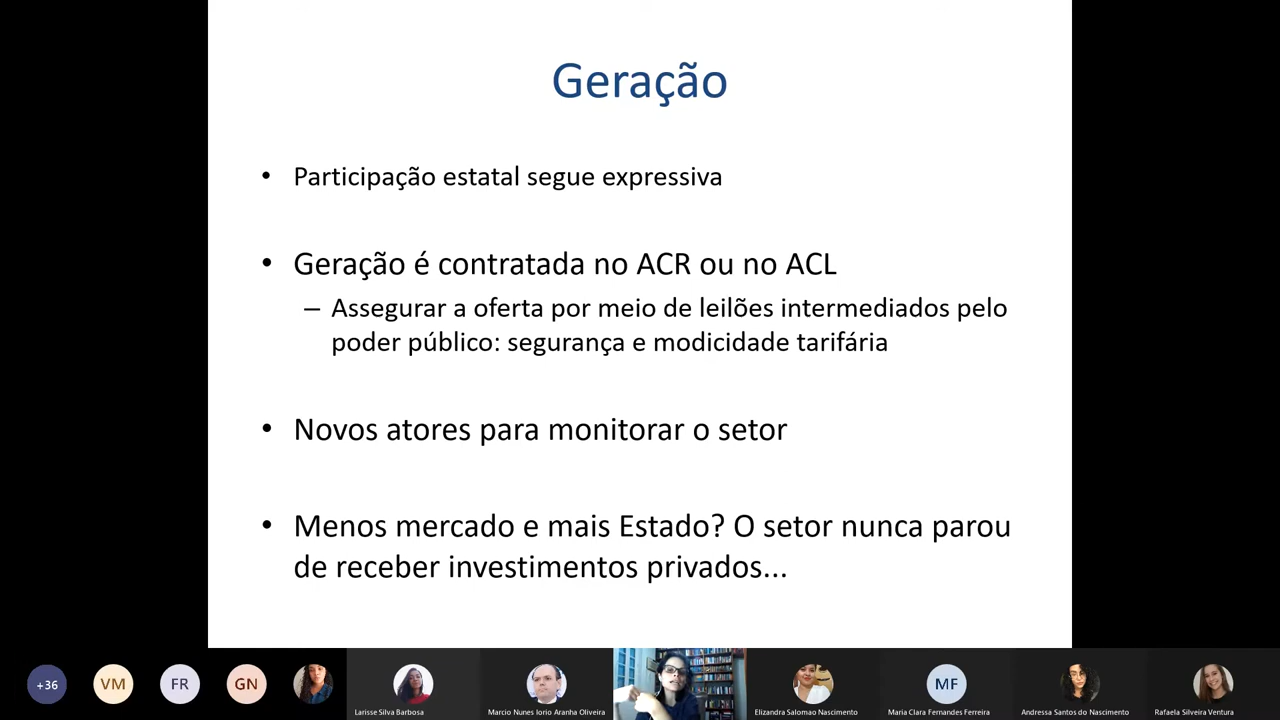 Geração
• Participação estatal segue expressiva
• Geração é contratada no ACR ou no ACL
– Assegurar a oferta por meio de leilões intermediados pelo
poder público: segurança e modicidade tarifária
• Novos atores para monitorar o setor
• Menos mercado e mais Estado? O setor nunca parou
de receber investimentos privados...
+36
VM
FR
GN
MF
Larisse Silva Barbosa
Marcio Nunes Iorio Aranha Oliveira
Elizandra Salomao Nascimento
Maria Clara Fernandes Ferreira
Andressa Santos do Nascimento
Rafaela Silveira Ventura